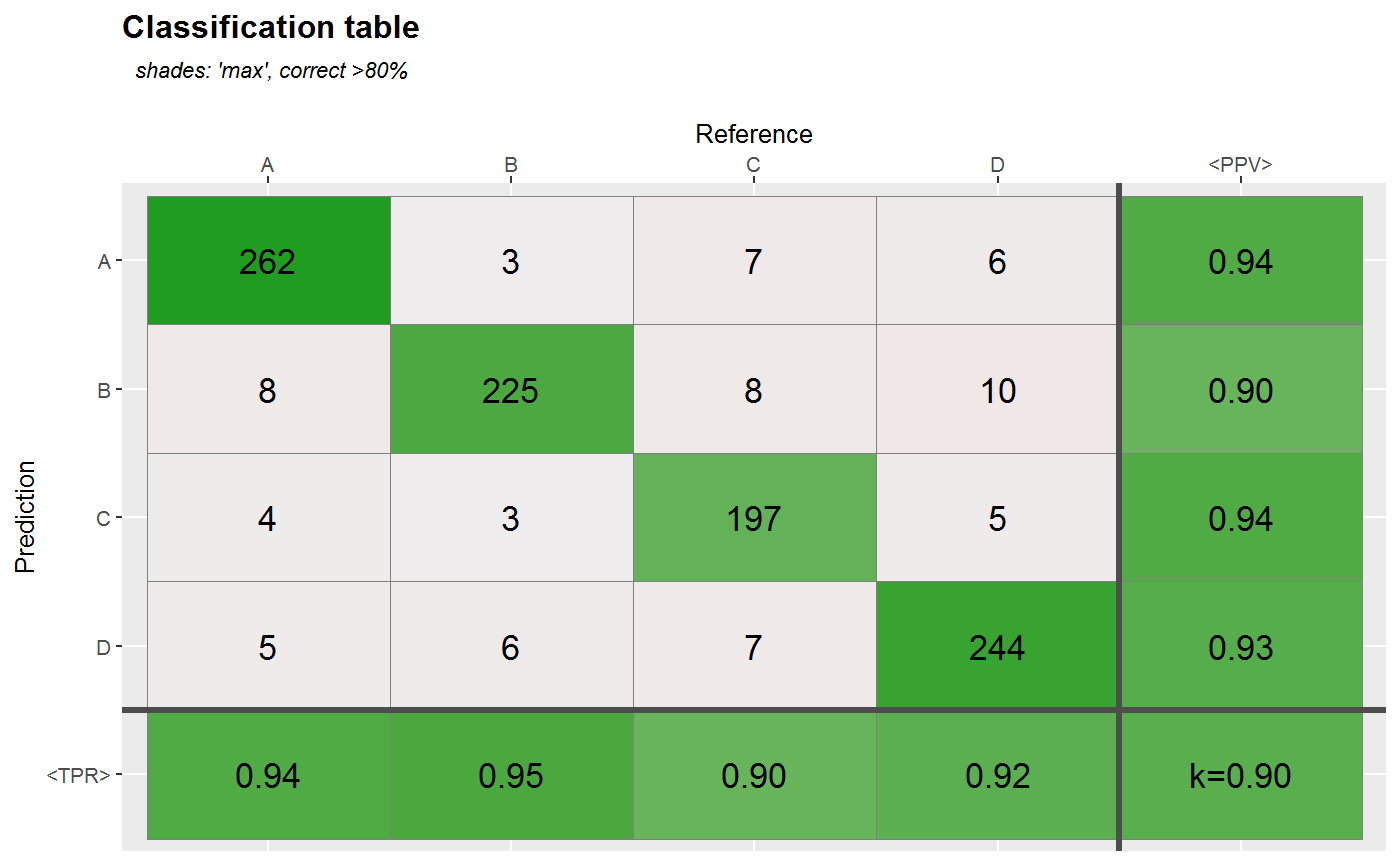 Classification table
shades: 'max', correct >80%
Reference
A B C D <PPV>
A 262 3 7 6 0.94
B 8 225 8 10 0.90
Prediction
C 4 3 197 5 0.94
D 5 6 7 244 0.93
<TPR> 0.94 0.95 0.90 0.92 k=0.90